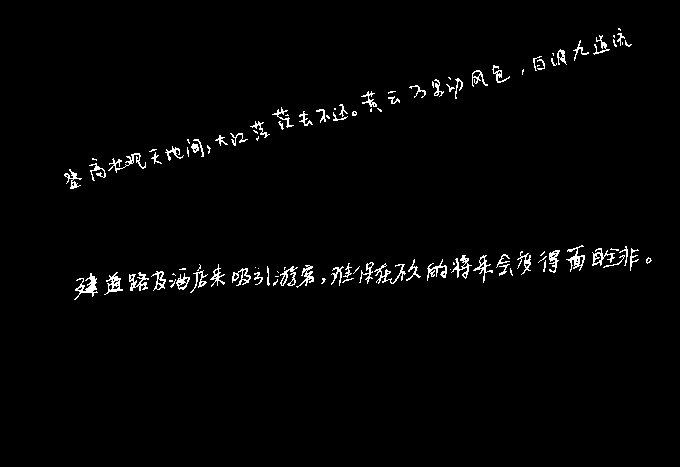 登高壮观天地间,大江茫茫去不还。黄云万里动风色,白波九道流
建道路及酒店来吸引游客,难保在不久的将来会变得面目全非。